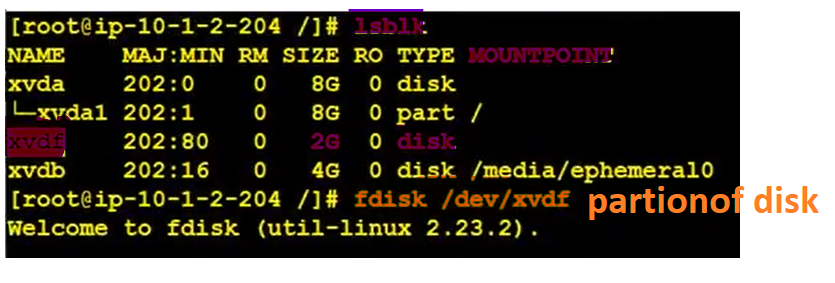 [root@ip-10-1-2-204 /]# lsblk
NAME MAJ:MIN RM SIZE RO TYPE MOUNTPOINT
xvda 202:0 0 8G 0 disk
└─xvda1 202:1 0 8G 0 part /
xvdf 202:80 0 2G 0 disk
xvdb 202:16 0 4G 0 disk /media/ephemeral0
[root@ip-10-1-2-204 /]# fdisk /dev/xvdf partionof disk
Welcome to fdisk (util-linux 2.23.2).